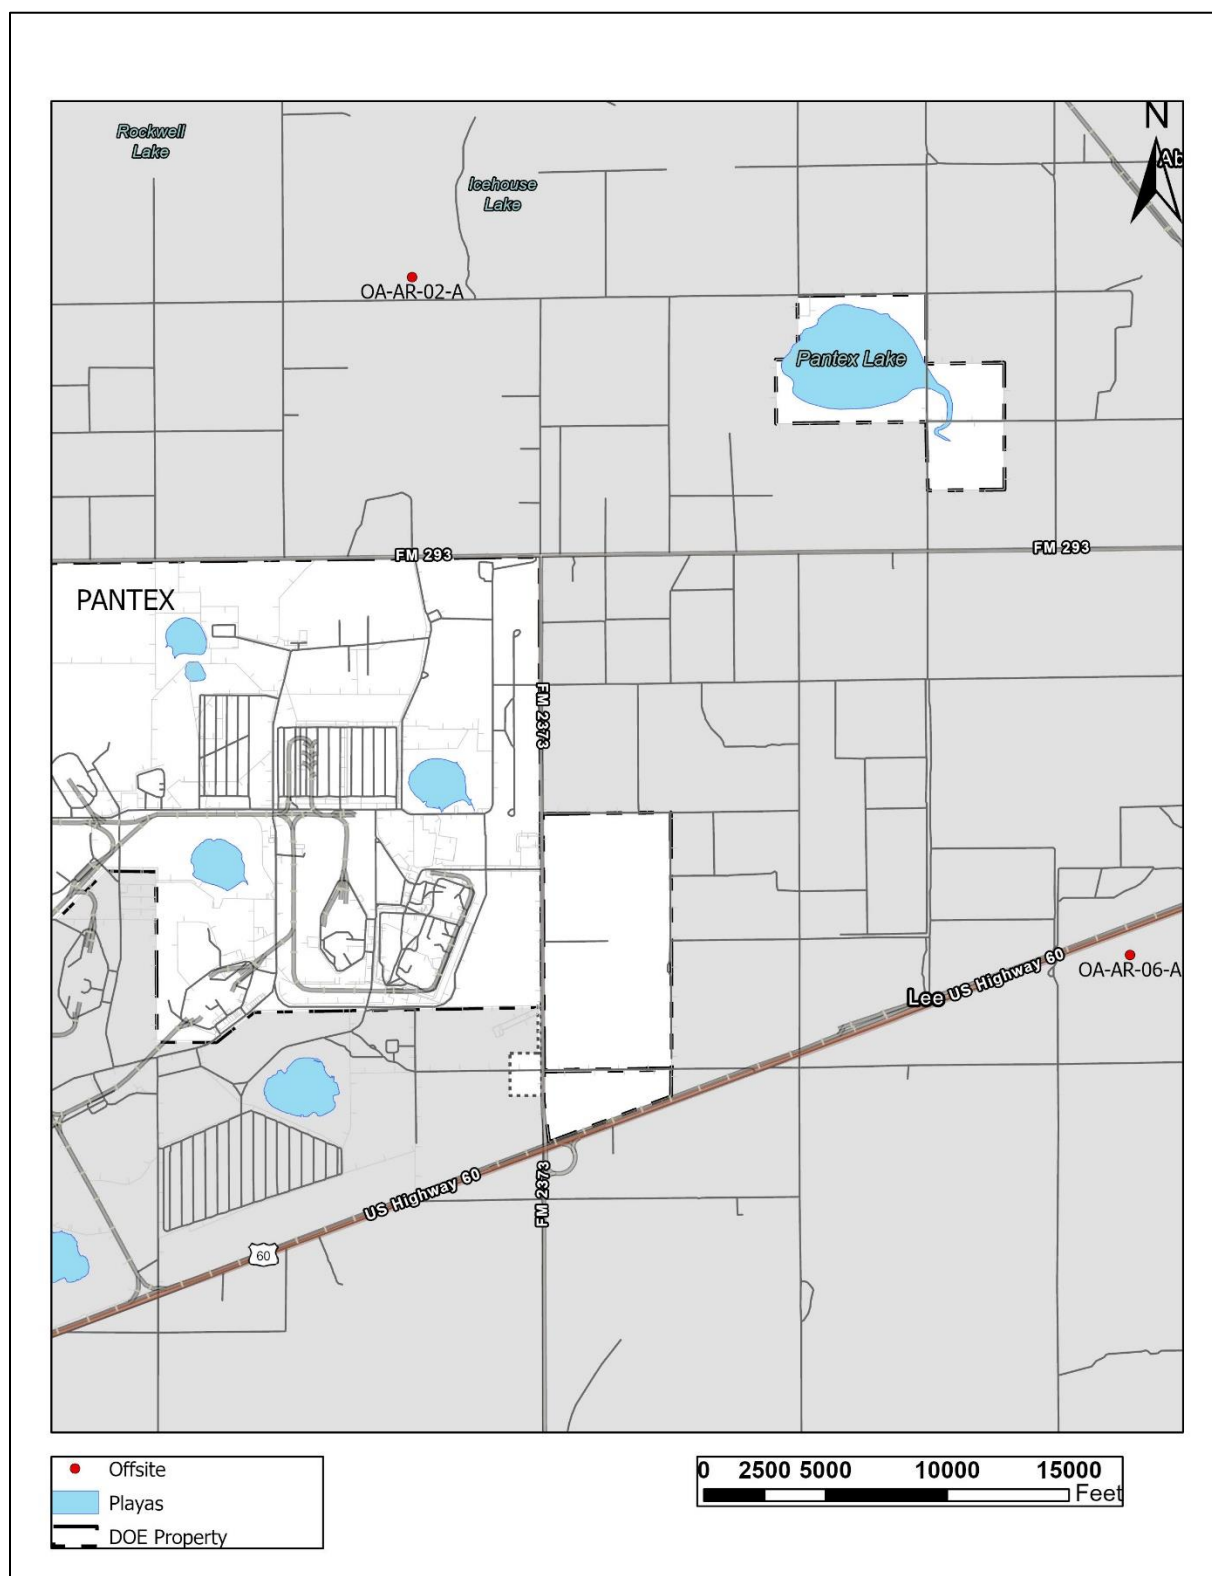 Rockwell
Lake
Icehouse
Lake
N
Ab
OA-AR-02-A
Pantex Lake
FM 293
FM 293
PANTEX
FM 2373
OA-AR-06-A
Lee
US Highway 60
FM 2373
US Highway 60
60
Offsite
Playas
DOE Property
0 2500 5000 10000 15000
Feet